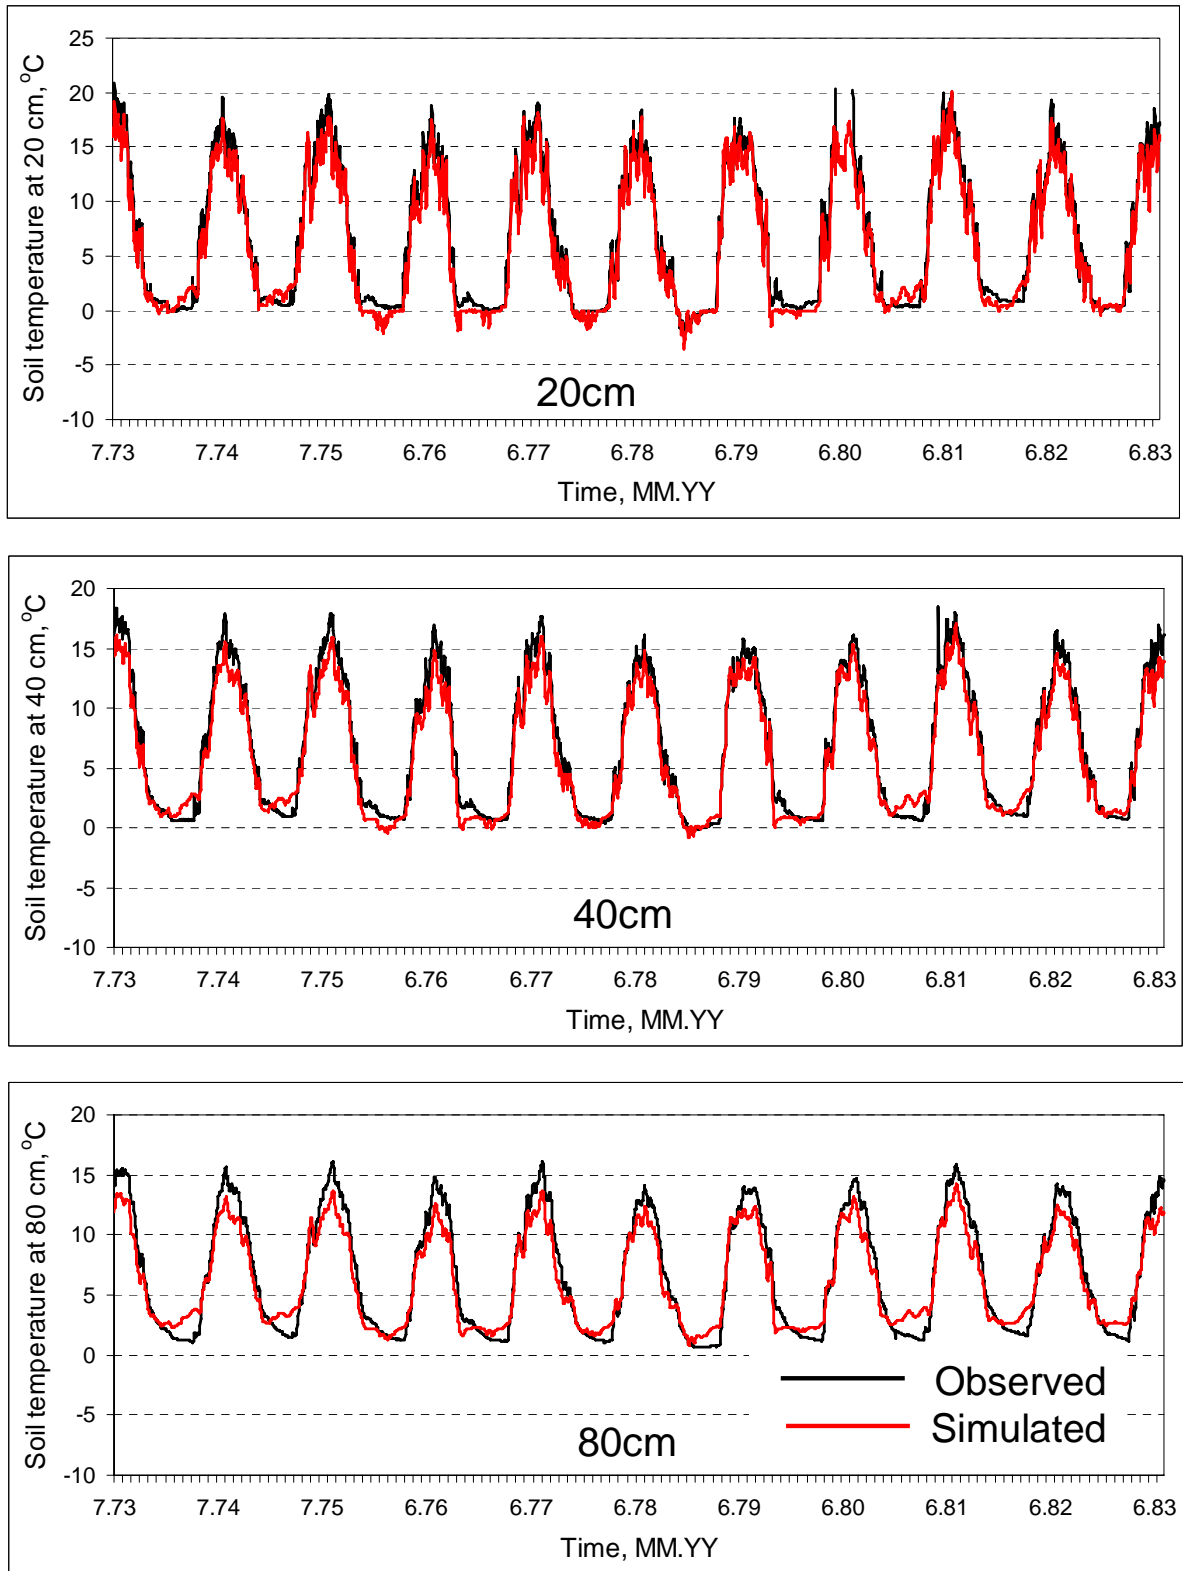 Soil temperature at 20 cm, °C
25
20
15
10
5
0
-5
-10
20cm
7.73 7.74 7.75 6.76 6.77 6.78 6.79 6.80 6.81 6.82 6.83
Time, MM.YY
Soil temperature at 40 cm, °C
20
15
10
5
0
-5
-10
40cm
7.73 7.74 7.75 6.76 6.77 6.78 6.79 6.80 6.81 6.82 6.83
Time, MM.YY
Soil temperature at 80 cm, °C
20
15
10
5
0
-5
-10
Observed
Simulated
80cm
7.73 7.74 7.75 6.76 6.77 6.78 6.79 6.80 6.81 6.82 6.83
Time, MM.YY